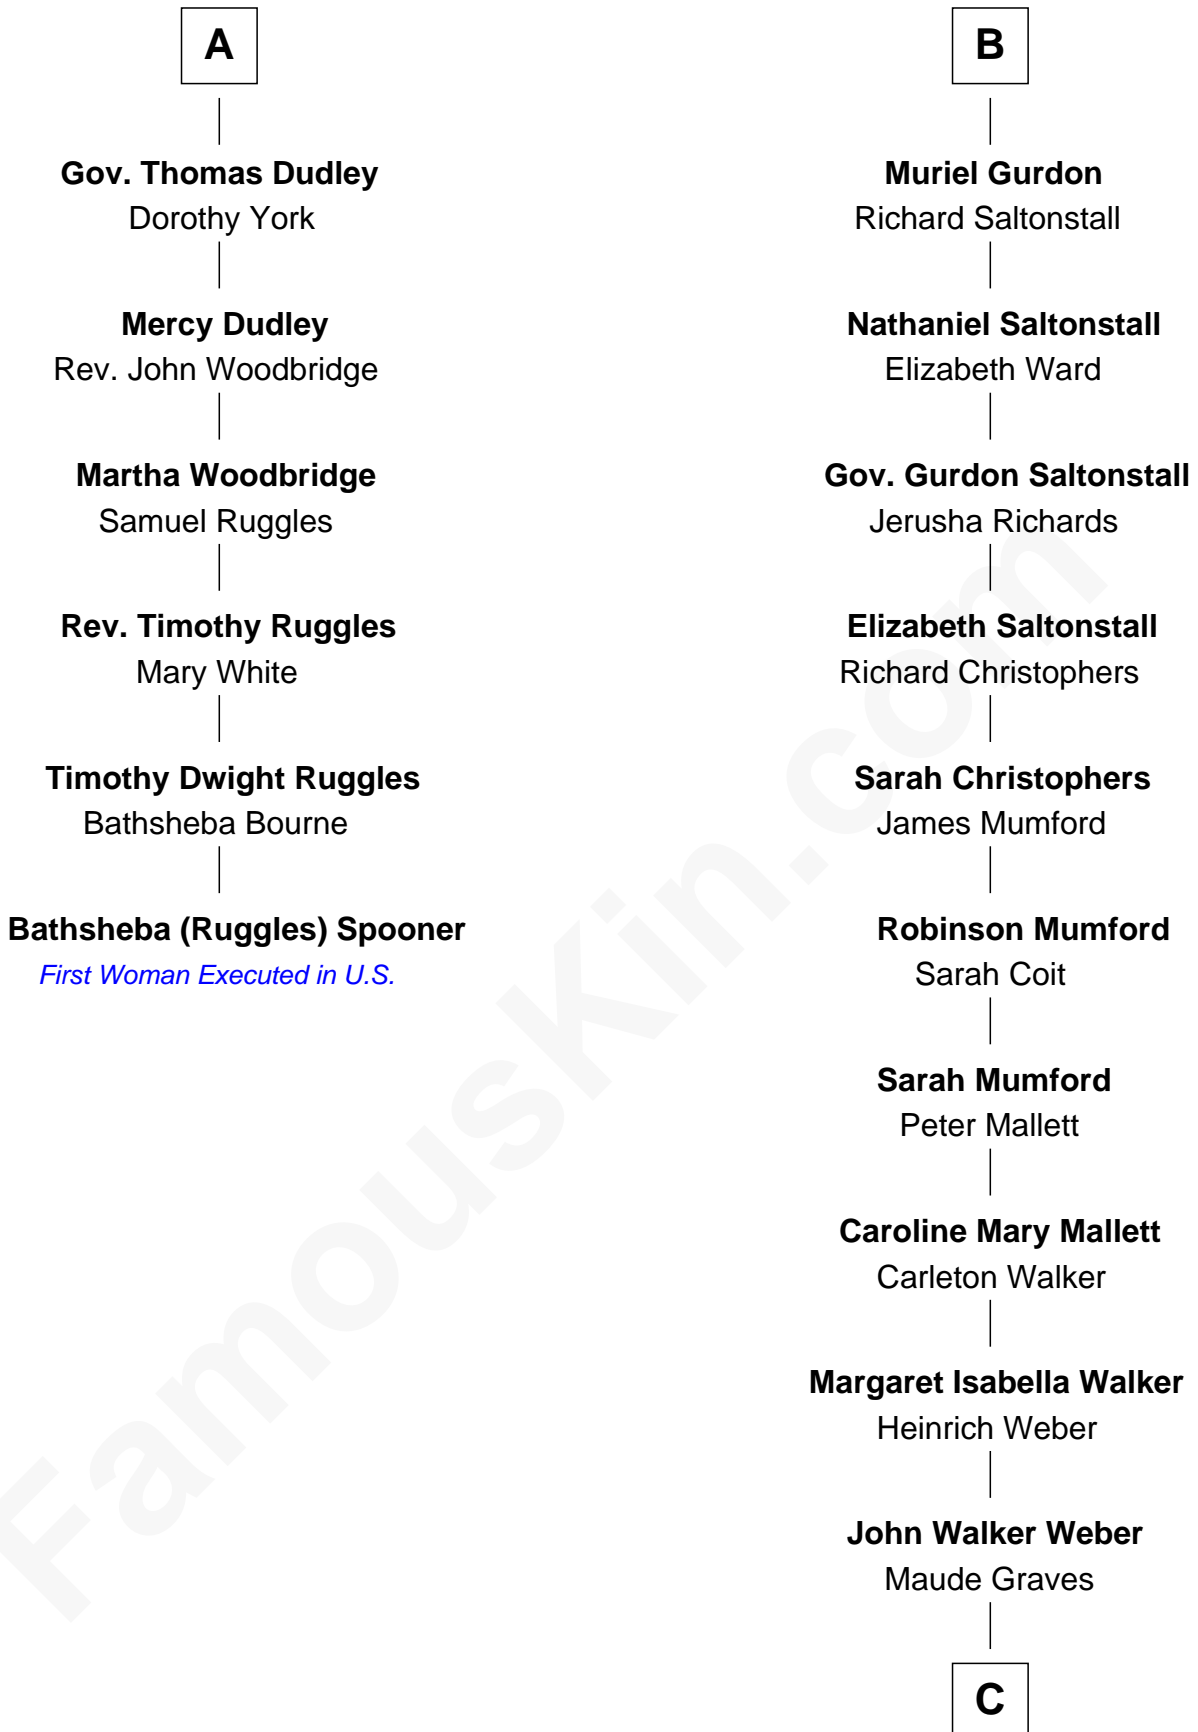 A
Gov. Thomas Dudley
Dorothy York
Mercy Dudley
Rev. John Woodbridge
Martha Woodbridge
Samuel Ruggles
Rev. Timothy Ruggles
Mary White
Timothy Dwight Ruggles
Bathsheba Bourne
Bathsheba (Ruggles) Spooner
First Woman Executed in U.S.
B
Muriel Gurdon
Richard Saltonstall
Nathaniel Saltonstall
Elizabeth Ward
Gov. Gurdon Saltonstall
Jerusha Richards
Elizabeth Saltonstall
Richard Christophers
Sarah Christophers
James Mumford
Robinson Mumford
Sarah Coit
Sarah Mumford
Peter Mallett
Caroline Mary Mallett
Carleton Walker
Margaret Isabella Walker
Heinrich Weber
John Walker Weber
Maude Graves
C
FamousKin.com